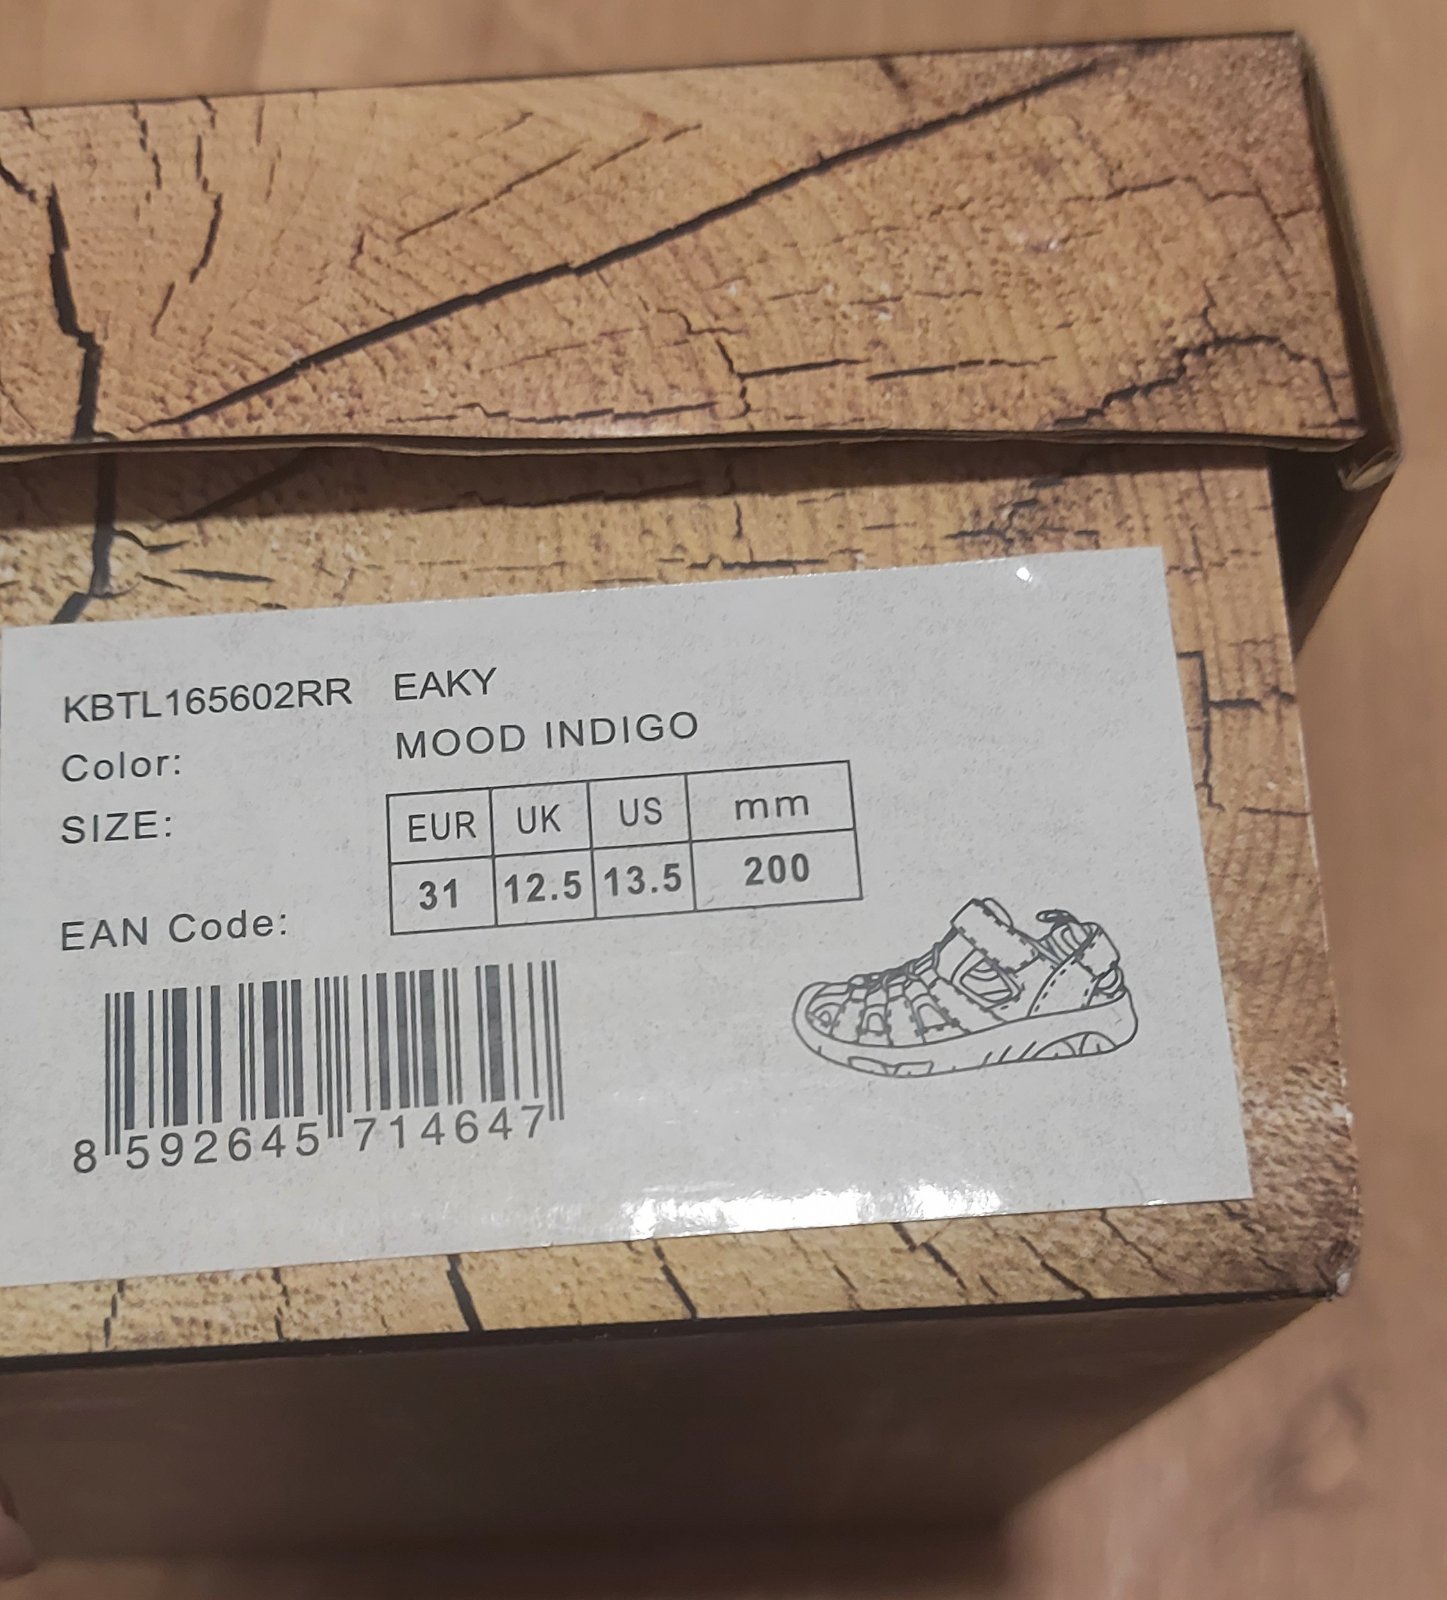 KBTL165602RR EAKY
Color: MOOD INDIGO
SIZE:
EUR UK US mm
31 12.5 13.5 200
EAN Code:
8 592645 714647